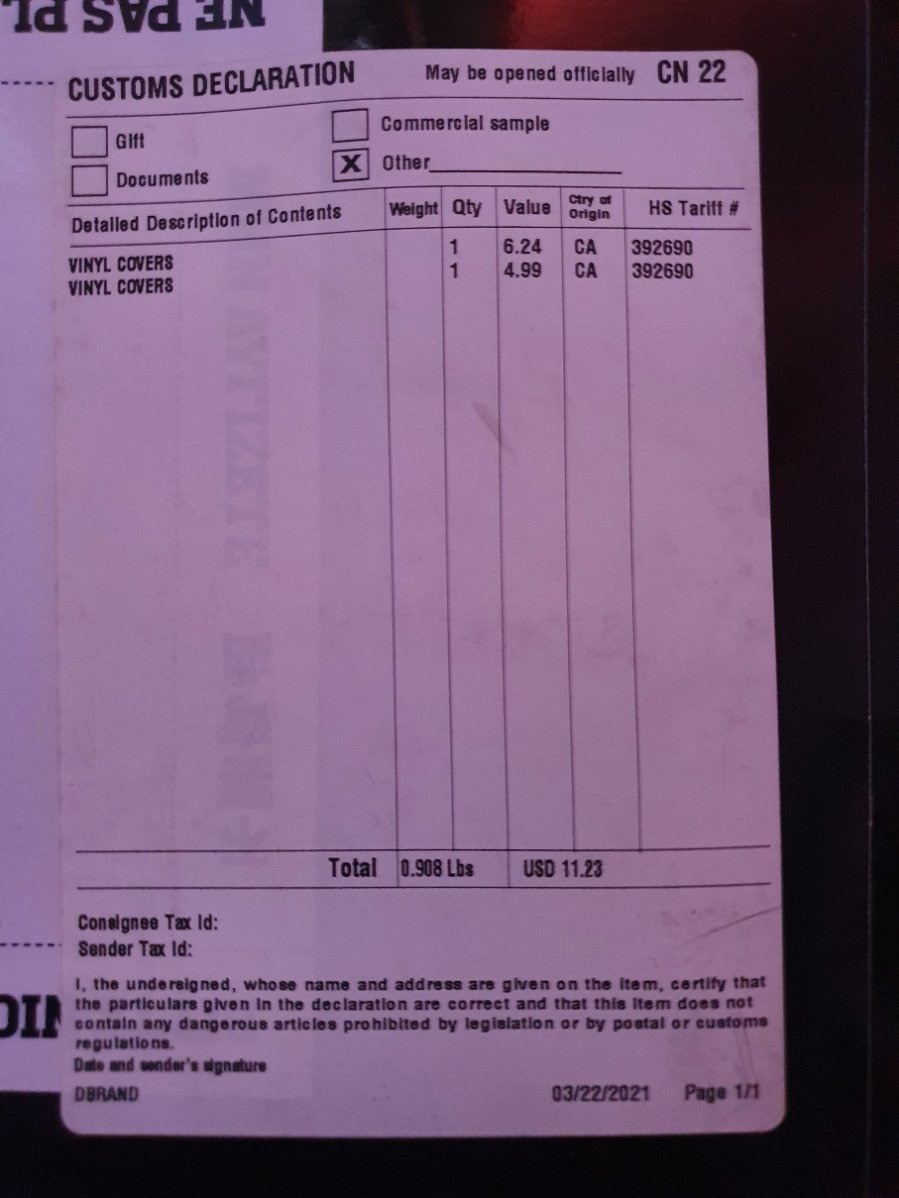 NE PAS PL
CUSTOMS DECLARATION May be opened officially CN 22
Gift Commercial sample
Documents X Other
Detailed Description of Contents Weight Qty Value Ctry of Origin HS Tariff #
VINYL COVERS 1 6.24 CA 392690
VINYL COVERS 1 4.99 CA 392690
Total 0.908 Lbs USD 11.23
Consignee Tax Id:
Sender Tax Id:
I, the undersigned, whose name and address are given on the item, certify that
the particulars given in the declaration are correct and that this item does not
contain any dangerous articles prohibited by legislation or by postal or customs
regulations.
Date and sender's signature
DBRAND 03/22/2021 Page 1/1